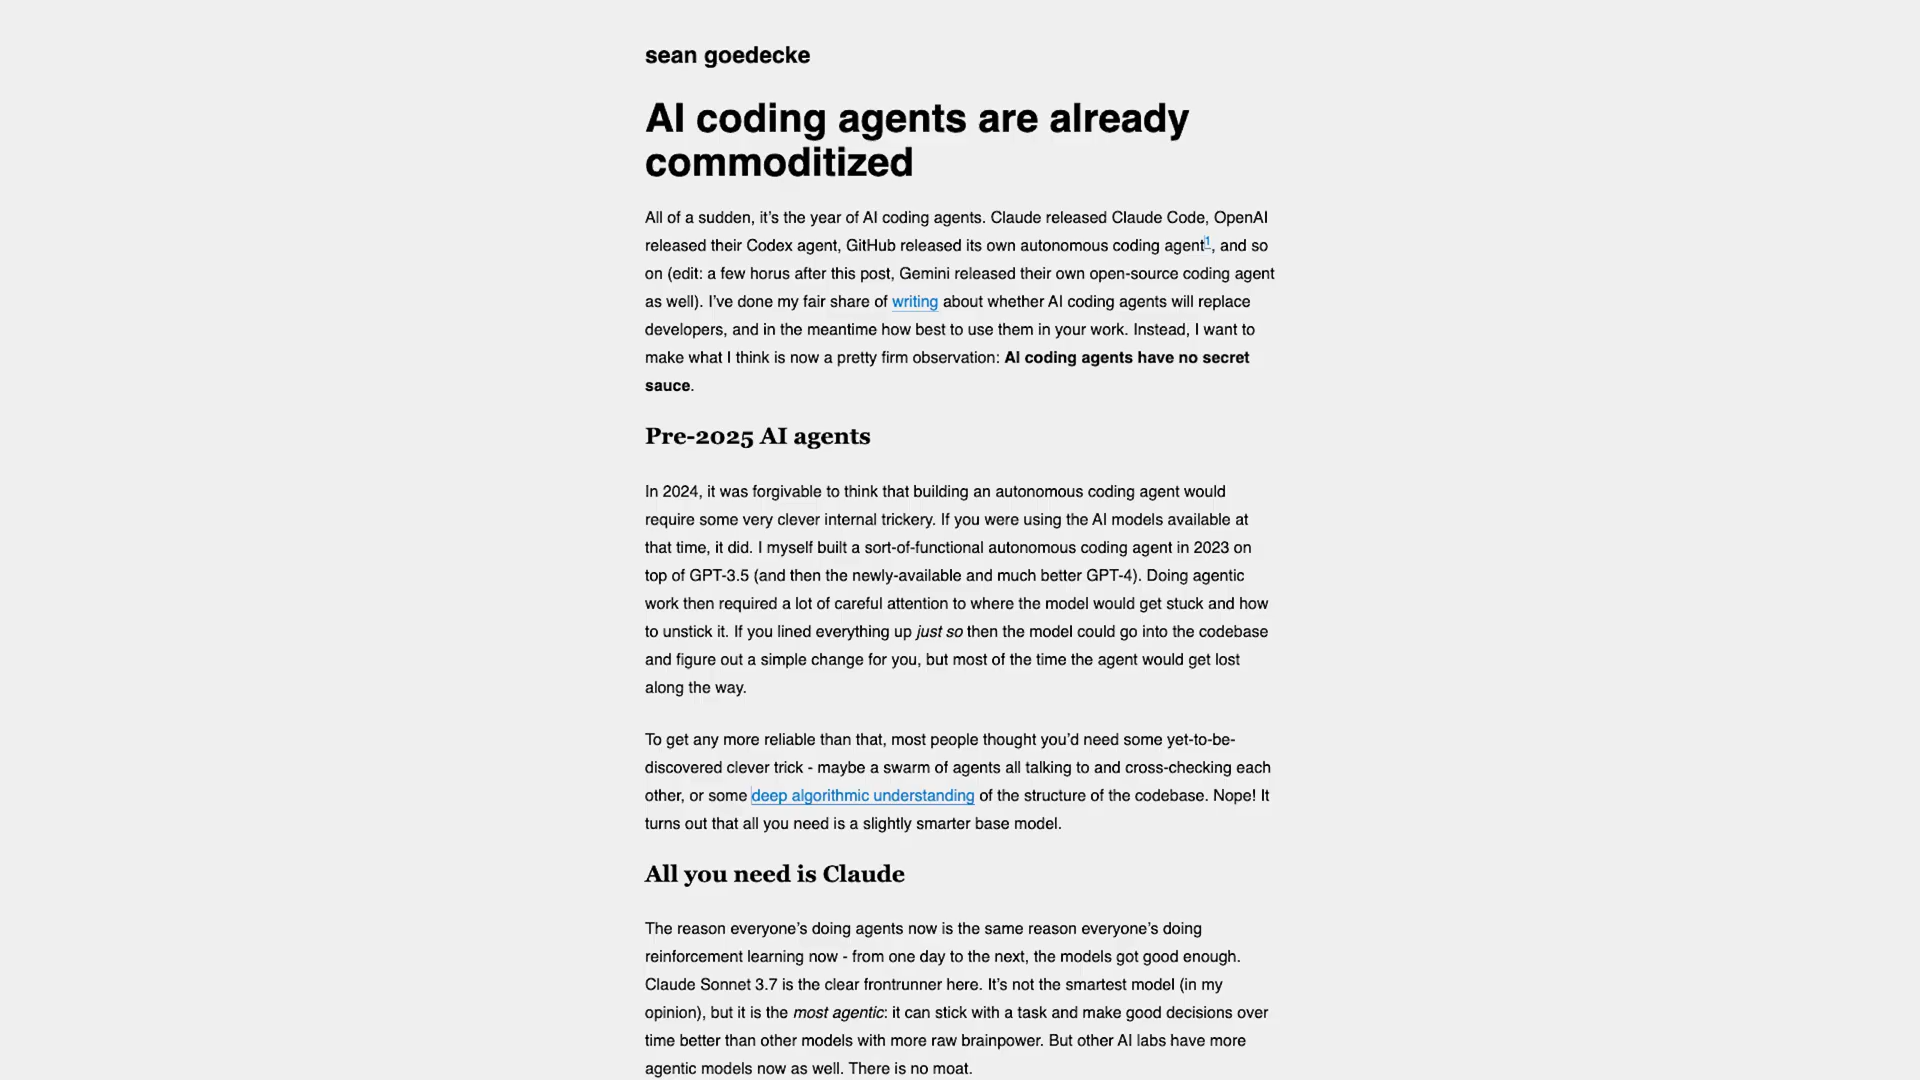 sean goedecke
AI coding agents are already
commoditized
All of a sudden, it’s the year of AI coding agents. Claude released Claude Code, OpenAI
released their Codex agent, GitHub released its own autonomous coding agent1, and so
on (edit: a few horus after this post, Gemini released their own open-source coding agent
as well). I’ve done my fair share of writing about whether AI coding agents will replace
developers, and in the meantime how best to use them in your work. Instead, I want to
make what I think is now a pretty firm observation: AI coding agents have no secret
sauce.
Pre-2025 AI agents
In 2024, it was forgivable to think that building an autonomous coding agent would
require some very clever internal trickery. If you were using the AI models available at
that time, it did. I myself built a sort-of-functional autonomous coding agent in 2023 on
top of GPT-3.5 (and then the newly-available and much better GPT-4). Doing agentic
work then required a lot of careful attention to where the model would get stuck and how
to unstick it. If you lined everything up just so then the model could go into the codebase
and figure out a simple change for you, but most of the time the agent would get lost
along the way.
To get any more reliable than that, most people thought you’d need some yet-to-be-
discovered clever trick - maybe a swarm of agents all talking to and cross-checking each
other, or some deep algorithmic understanding of the structure of the codebase. Nope! It
turns out that all you need is a slightly smarter base model.
All you need is Claude
The reason everyone’s doing agents now is the same reason everyone’s doing
reinforcement learning now - from one day to the next, the models got good enough.
Claude Sonnet 3.7 is the clear frontrunner here. It’s not the smartest model (in my
opinion), but it is the most agentic: it can stick with a task and make good decisions over
time better than other models with more raw brainpower. But other AI labs have more
agentic models now as well. There is no moat.